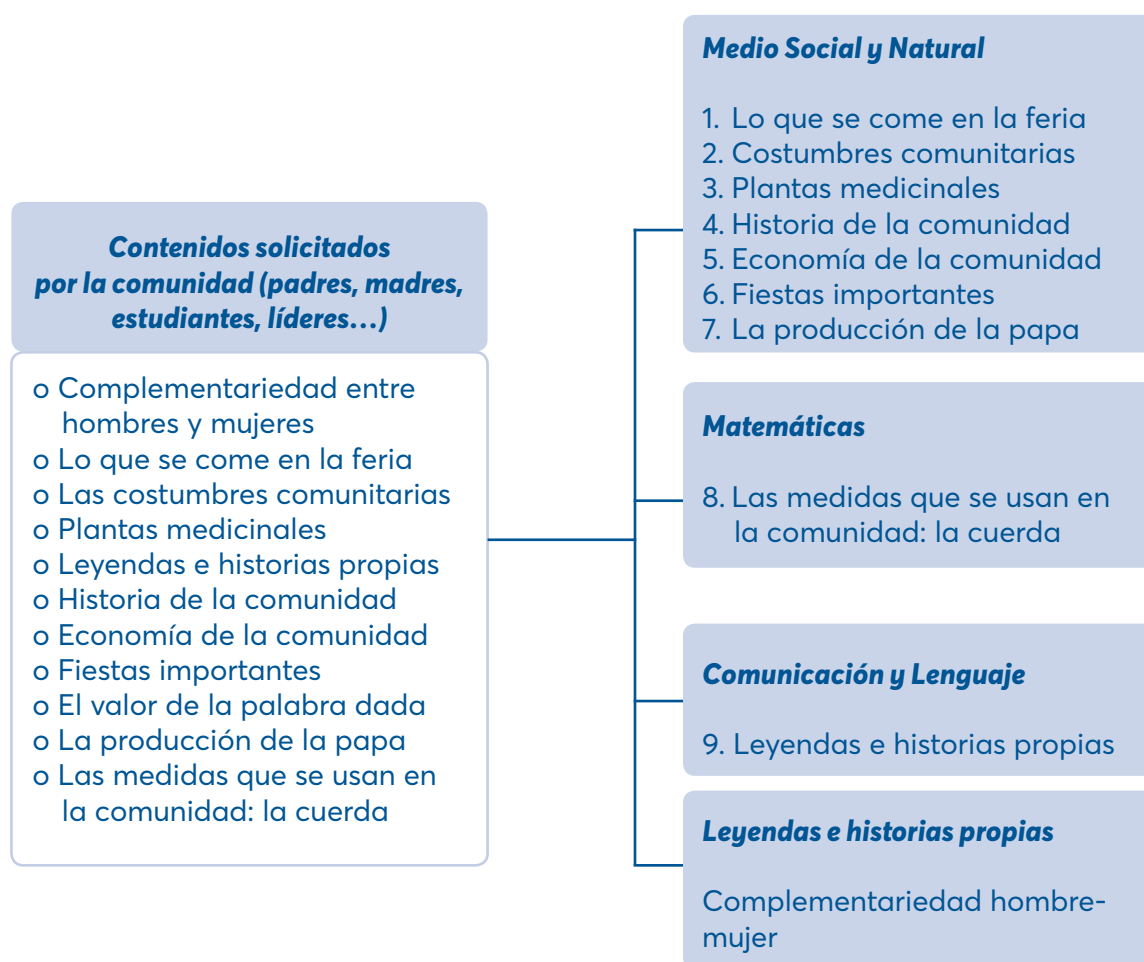 Contenidos solicitados
por la comunidad (padres, madres,
estudiantes, líderes...)
o Complementariedad entre
hombres y mujeres
o Lo que se come en la feria
o Las costumbres comunitarias
o Plantas medicinales
o Leyendas e historias propias
o Historia de la comunidad
o Economía de la comunidad
o Fiestas importantes
o El valor de la palabra dada
o La producción de la papa
o Las medidas que se usan en
la comunidad: la cuerda
Medio Social y Natural
1. Lo que se come en la feria
2. Costumbres comunitarias
3. Plantas medicinales
4. Historia de la comunidad
5. Economía de la comunidad
6. Fiestas importantes
7. La producción de la papa
Matemáticas
8. Las medidas que se usan en
la comunidad: la cuerda
Comunicación y Lenguaje
9. Leyendas e historias propias
Leyendas e historias propias
Complementariedad hombre-
mujer